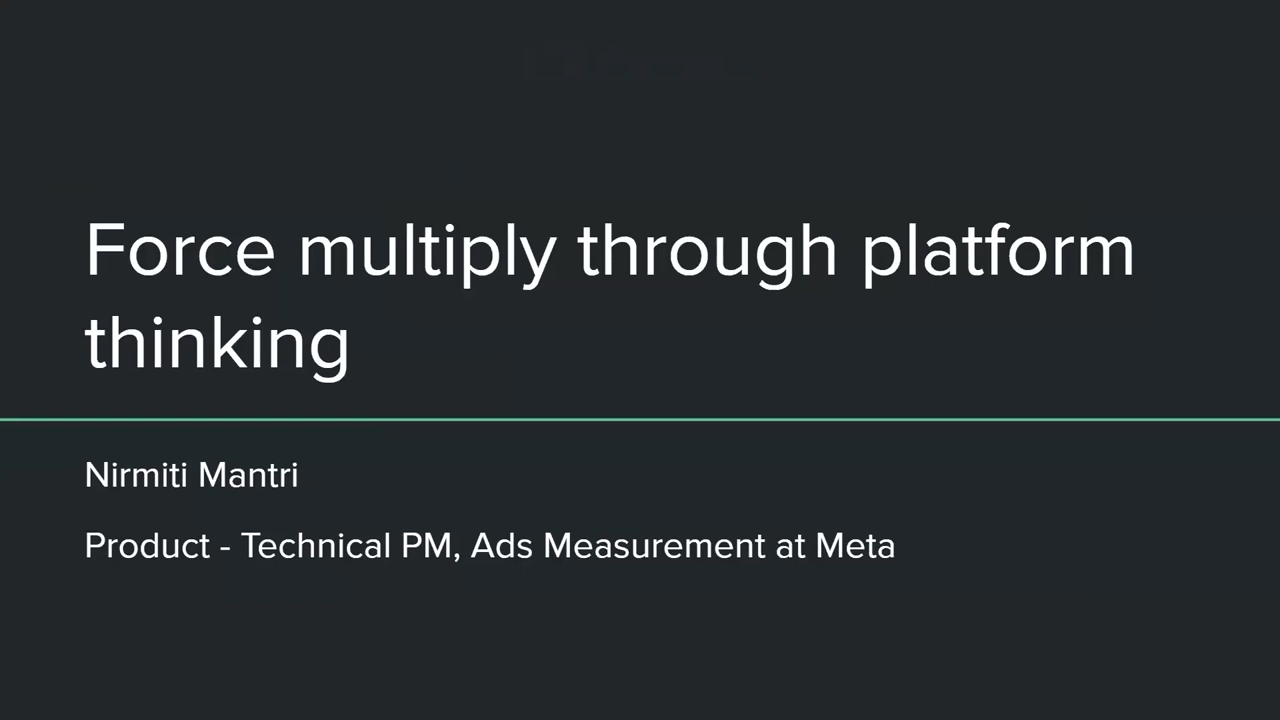 Force multiply through platform
thinking
Nirmiti Mantri
Product - Technical PM, Ads Measurement at Meta